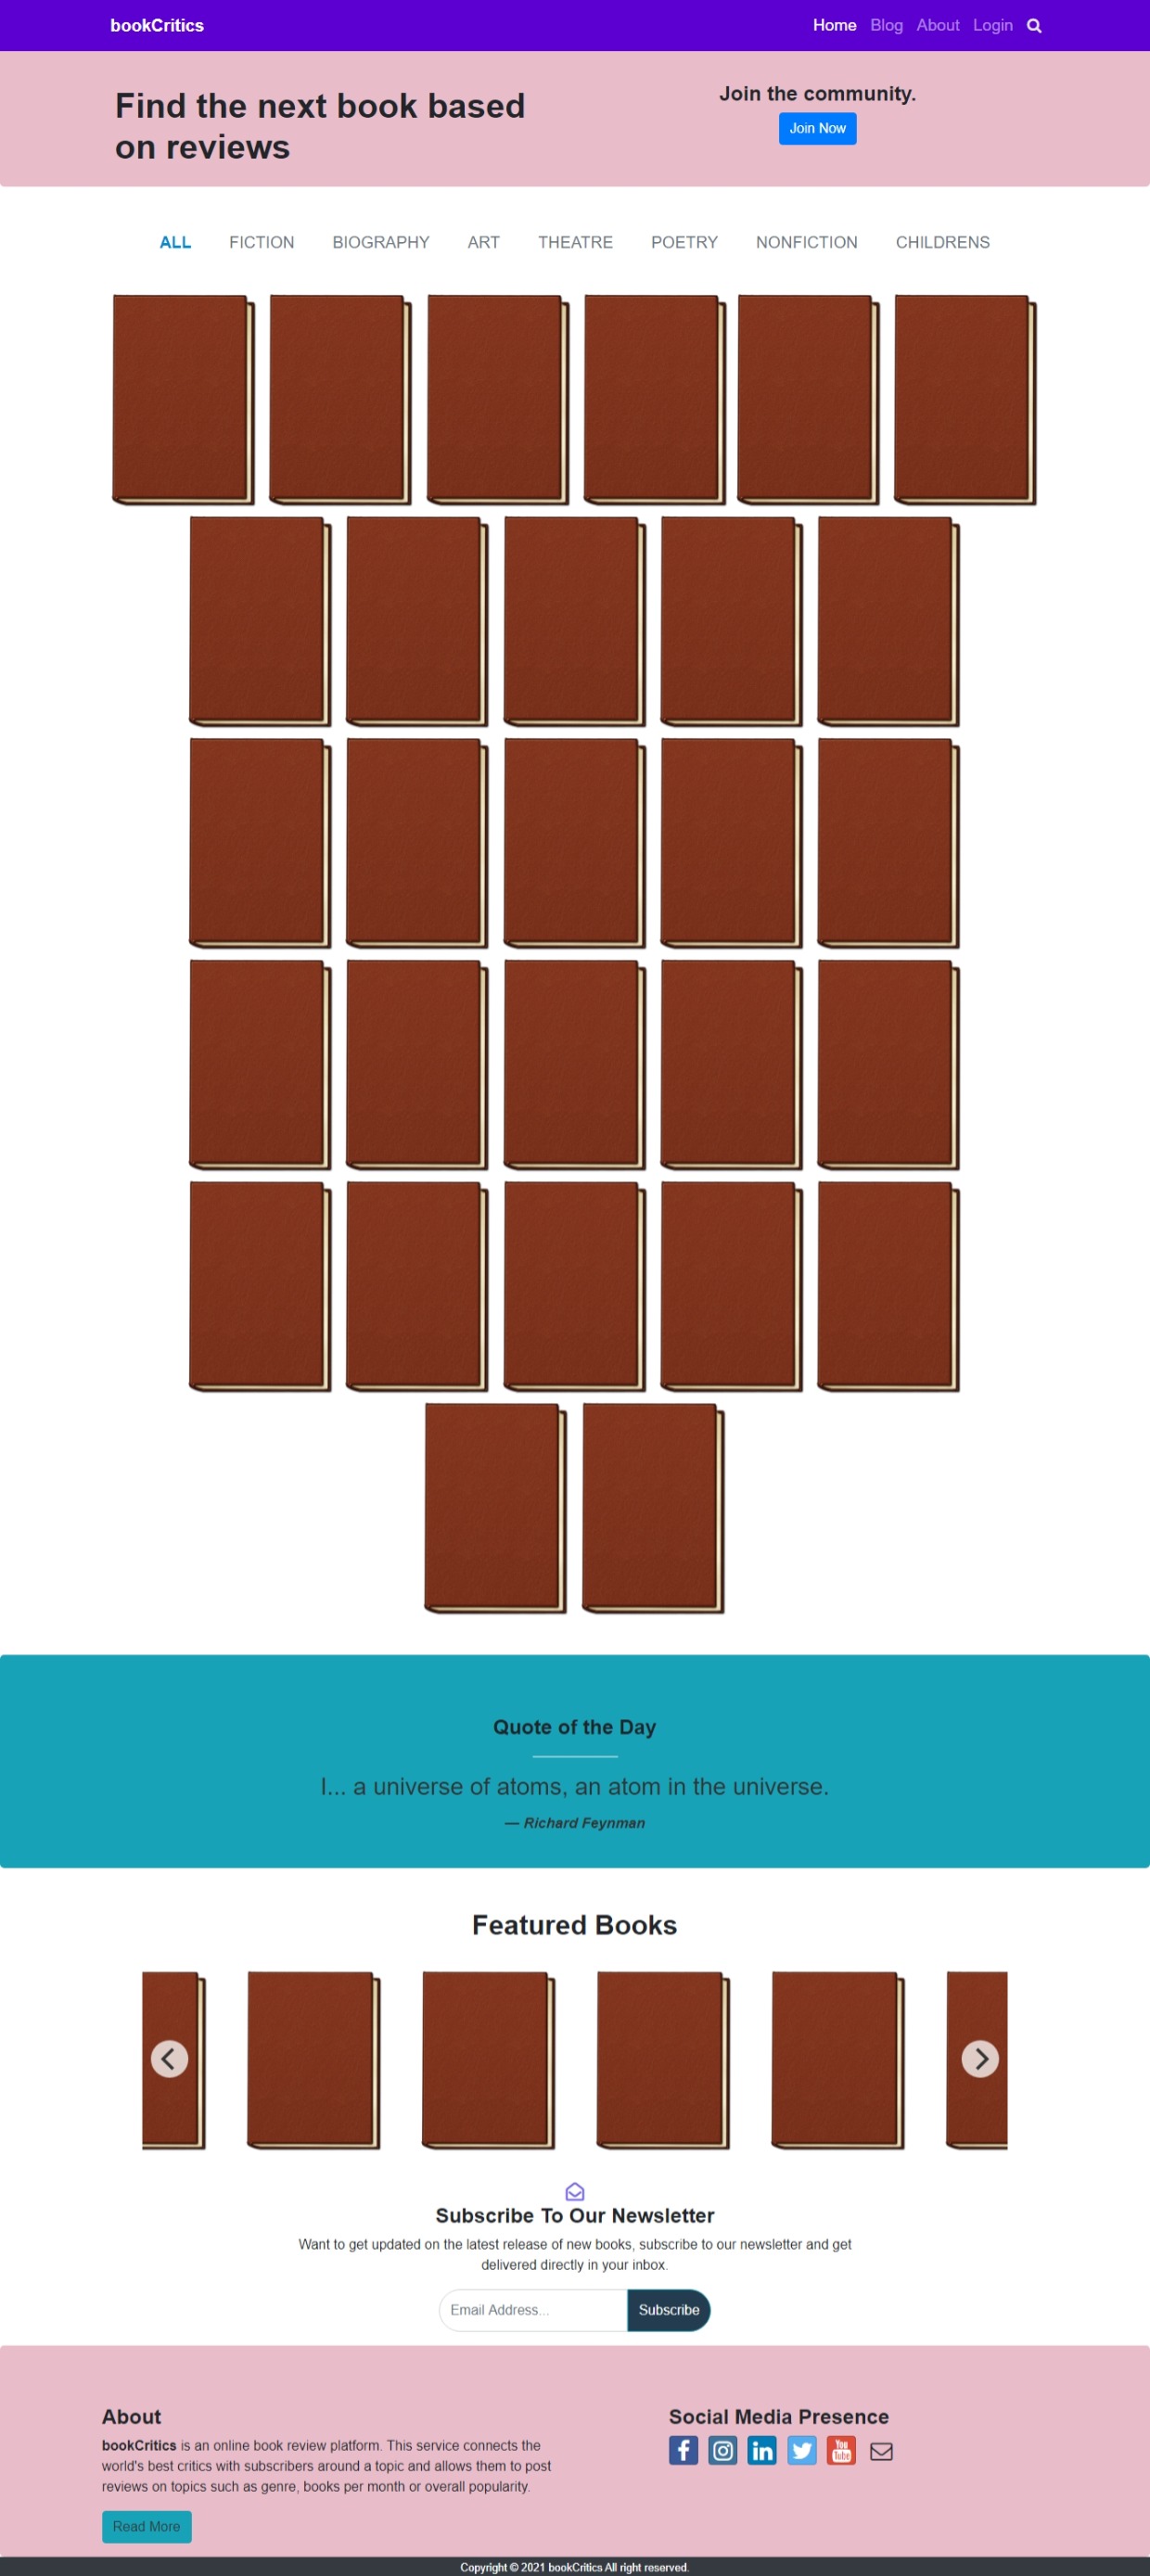 bookCritics
Home Blog About Login
Find the next book based
on reviews
Join the community.
Join Now
ALL FICTION BIOGRAPHY ART THEATRE POETRY NONFICTION CHILDRENS
Quote of the Day
I... a universe of atoms, an atom in the universe.
— Richard Feynman
Featured Books
Subscribe To Our Newsletter
Want to get updated on the latest release of new books, subscribe to our newsletter and get
delivered directly in your inbox.
Email Address...
Subscribe
About
bookCritics is an online book review platform. This service connects the
world's best critics with subscribers around a topic and allows them to post
reviews on topics such as genre, books per month or overall popularity.
Read More
Social Media Presence
You
Tube
Copyright © 2021 bookCritics All right reserved.